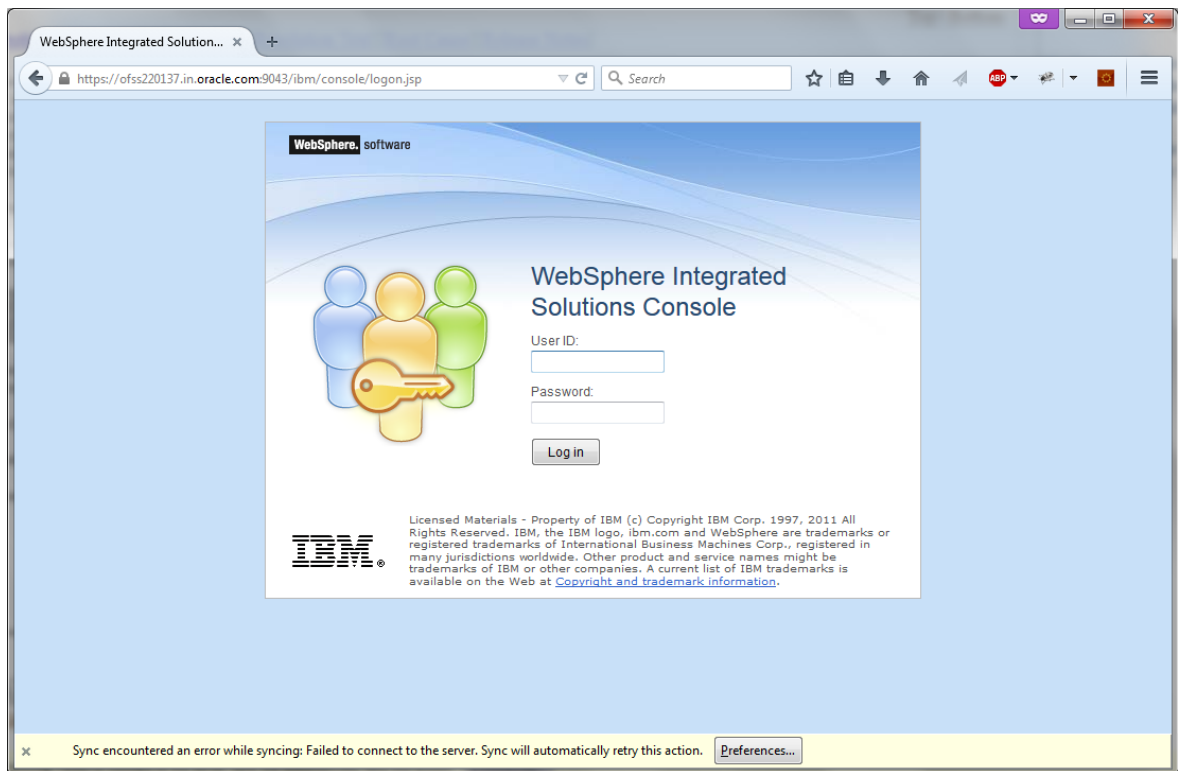 WebSphere Integrated Solution...
https://ofss220137.in.oracle.com:9043/ibm/console/logon.jsp
Search
ABP
WebSphere. software
WebSphere Integrated
Solutions Console
User ID:
Password:
Log in
IBM®
Licensed Materials - Property of IBM (c) Copyright IBM Corp. 1997, 2011 All
Rights Reserved. IBM, the IBM logo, ibm.com and WebSphere are trademarks or
registered trademarks of International Business Machines Corp., registered in
many jurisdictions worldwide. Other product and service names might be
trademarks of IBM or other companies. A current list of IBM trademarks is
available on the Web at Copyright and trademark information.
Sync encountered an error while syncing: Failed to connect to the server. Sync will automatically retry this action.
Preferences...